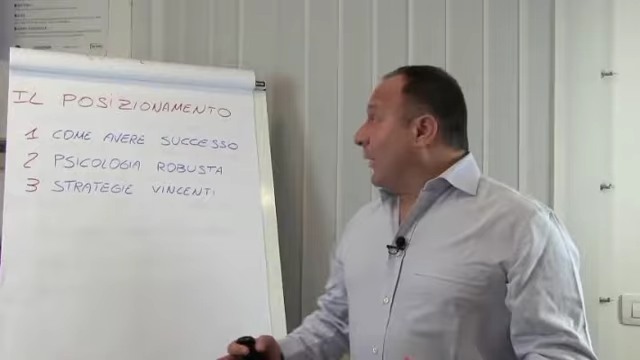 IL POSIZIONAMENTO
1 COME AVERE SUCCESSO
2 PSICOLOGIA ROBUSTA
3 STRATEGIE VINCENTI